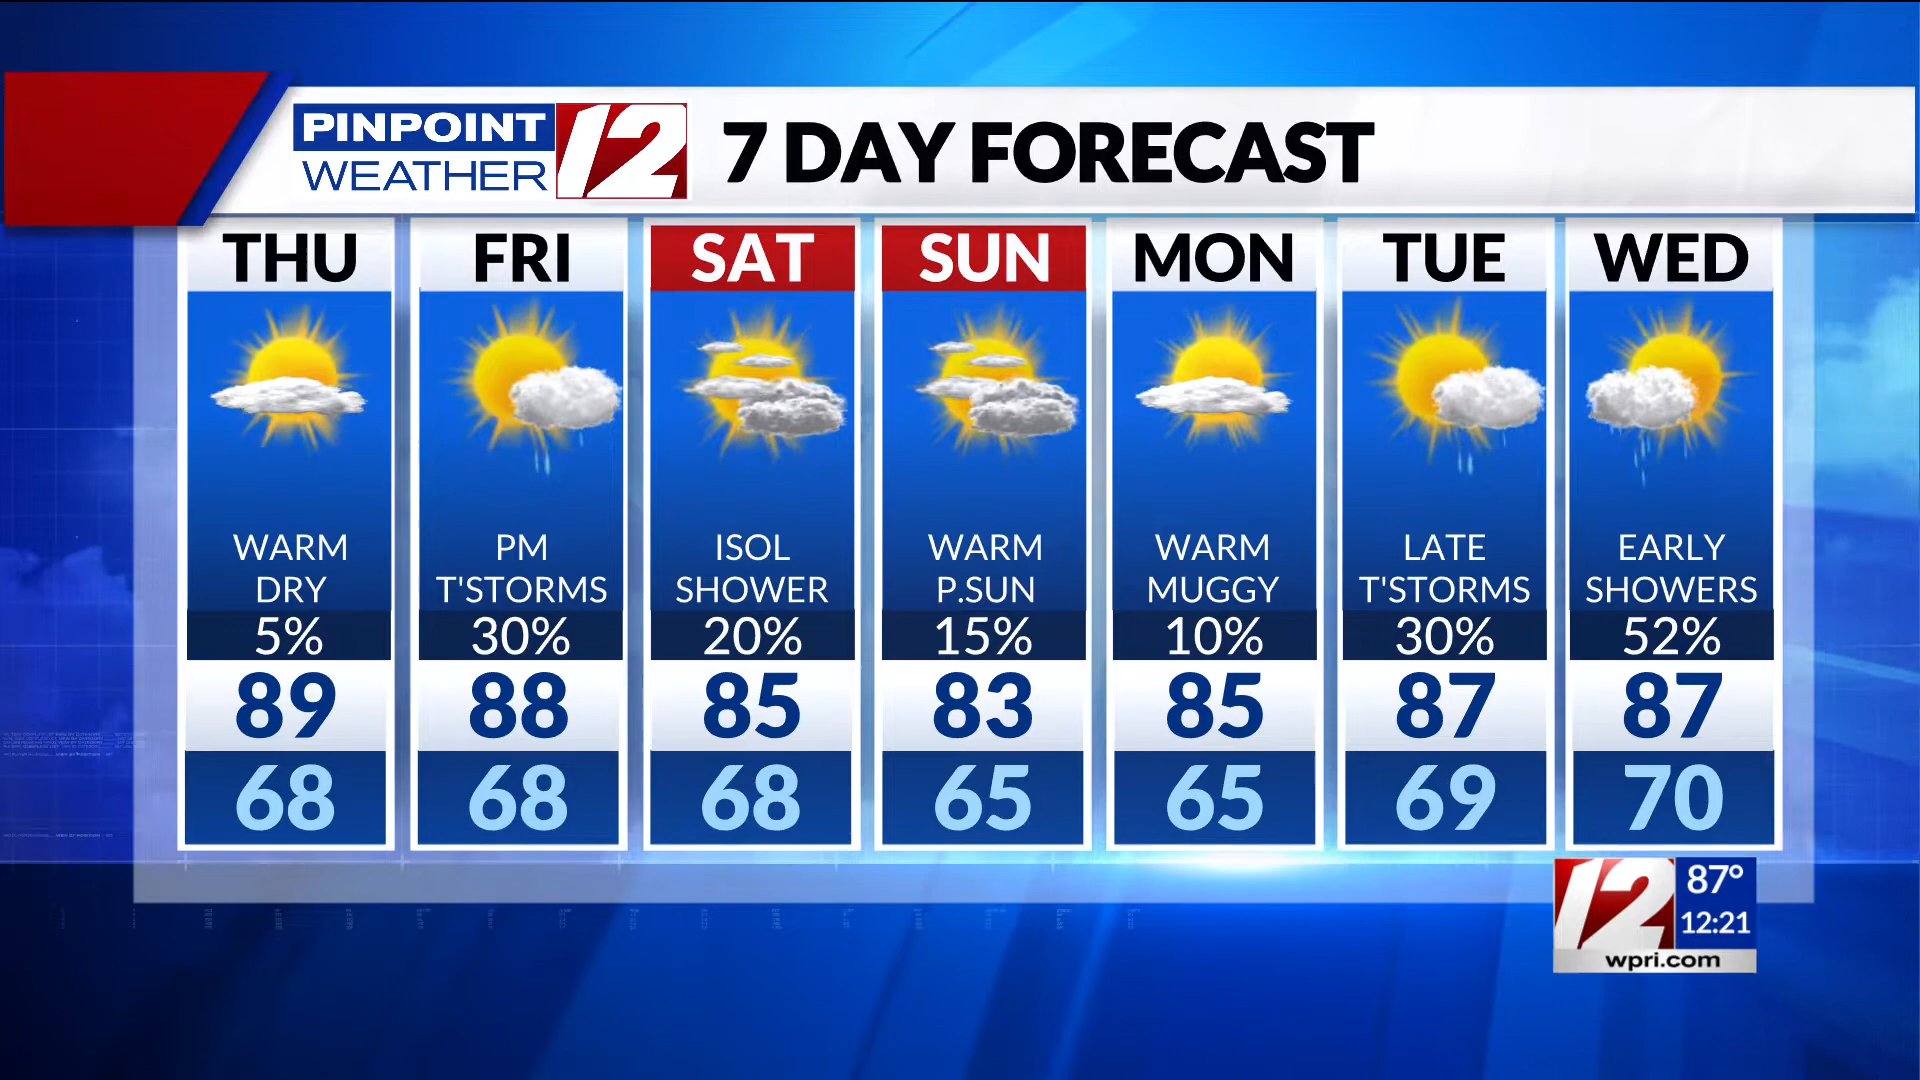 PINPOINT
WEATHER
12
7 DAY FORECAST
THU
FRI
SAT
SUN
MON
TUE
WED
WARM
DRY
5%
89
68
PM
T'STORMS
30%
88
68
ISOL
SHOWER
20%
85
68
WARM
P.SUN
15%
83
65
WARM
MUGGY
10%
85
65
LATE
T'STORMS
30%
87
69
EARLY
SHOWERS
52%
87
70
12
87°
12:21
wpri.com